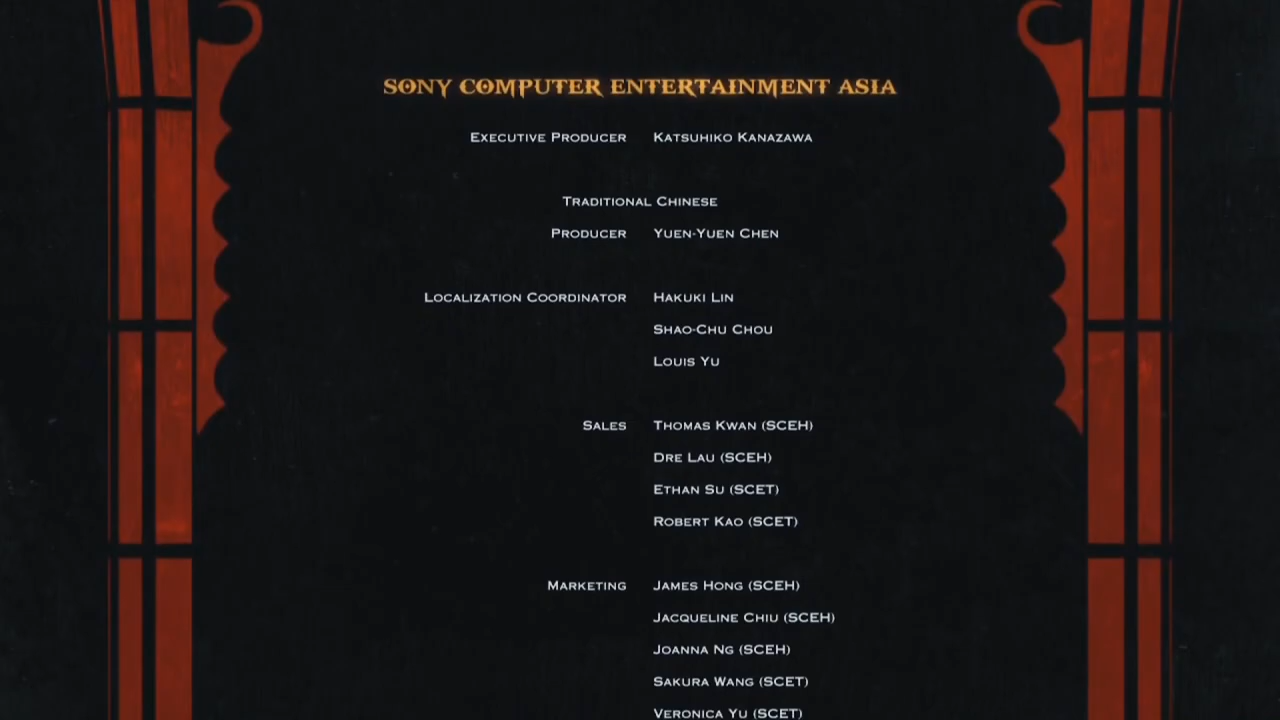 SONY COMPUTER ENTERTAINMENT ASIA
EXECUTIVE PRODUCER KATSUHIKO KANAZAWA
TRADITIONAL CHINESE
PRODUCER YUEN-YUEN CHEN
LOCALIZATION COORDINATOR HAKUKI LIN
SHAO-CHU CHOU
LOUIS YU
SALES THOMAS KWAN (SCEH)
DRE LAU (SCEH)
ETHAN SU (SCET)
ROBERT KAO (SCET)
MARKETING JAMES HONG (SCEH)
JACQUELINE CHIU (SCEH)
JOANNA NG (SCEH)
SAKURA WANG (SCET)
VERONICA YU (SCET)